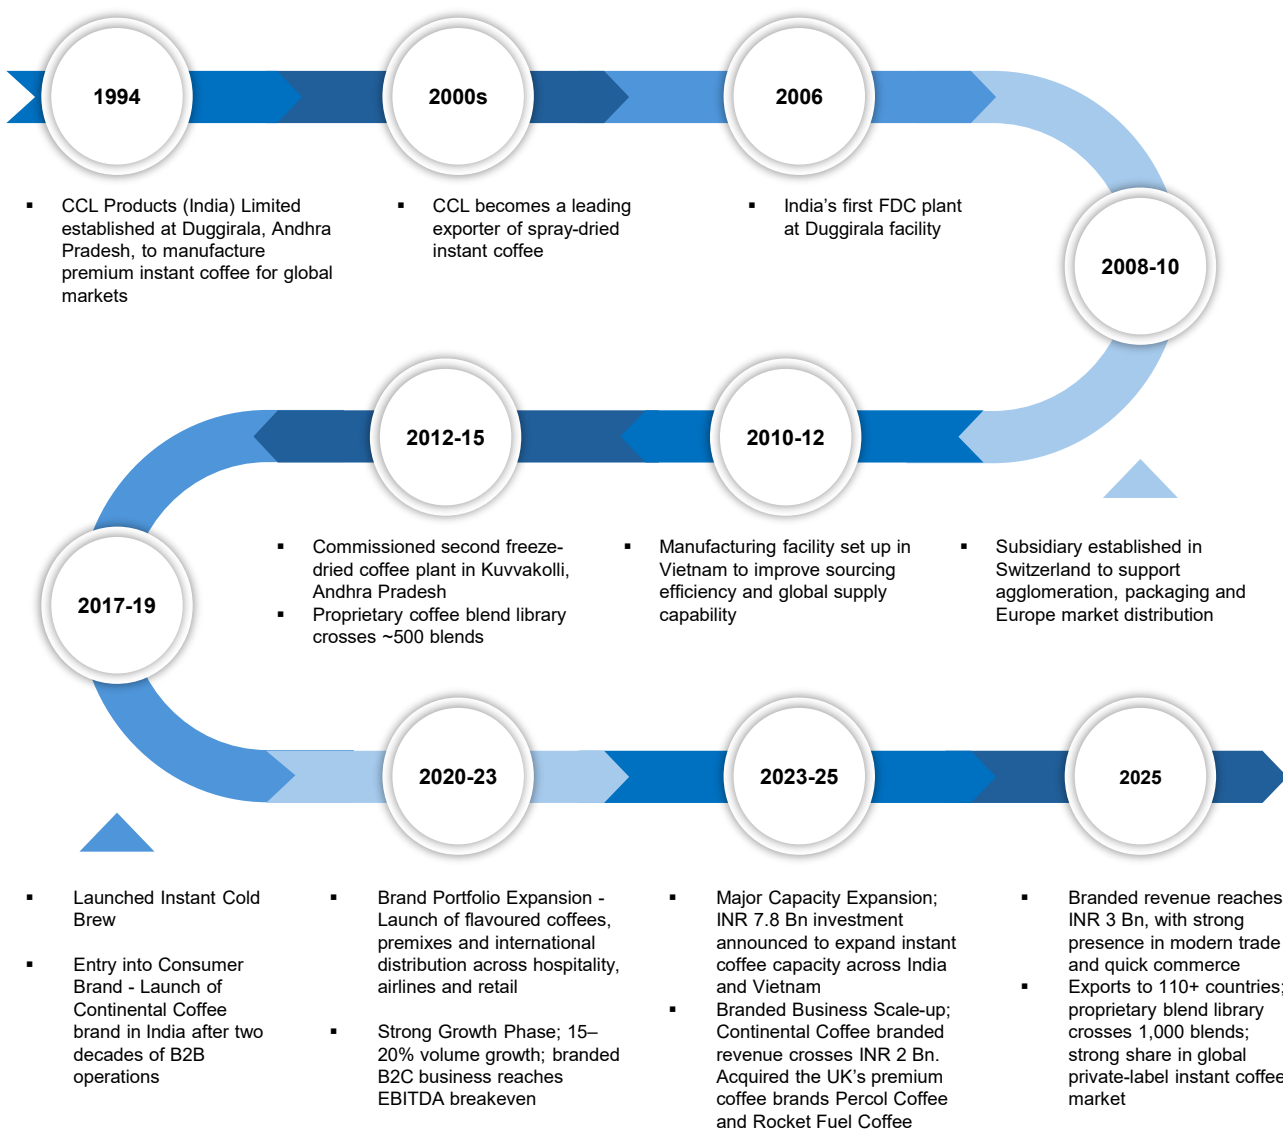 1994
2000s
2006
▪ CCL Products (India) Limited
established at Duggirala, Andhra
Pradesh, to manufacture
premium instant coffee for global
markets
▪ CCL becomes a leading
exporter of spray-dried
instant coffee
▪ India's first FDC plant
at Duggirala facility
2008-10
2012-15
2010-12
▪ Commissioned second freeze-
dried coffee plant in Kuvvakolli,
Andhra Pradesh
▪ Proprietary coffee blend library
crosses ~500 blends
▪ Manufacturing facility set up in
Vietnam to improve sourcing
efficiency and global supply
capability
▪ Subsidiary established in
Switzerland to support
agglomeration, packaging and
Europe market distribution
2017-19
2020-23
2023-25
2025
▪ Launched Instant Cold
Brew
▪ Entry into Consumer
Brand - Launch of
Continental Coffee
brand in India after two
decades of B2B
operations
▪ Brand Portfolio Expansion -
Launch of flavoured coffees,
premixes and international
distribution across hospitality,
airlines and retail
▪ Strong Growth Phase; 15–
20% volume growth; branded
B2C business reaches
EBITDA breakeven
▪ Major Capacity Expansion;
INR 7.8 Bn investment
announced to expand instant
coffee capacity across India
and Vietnam
▪ Branded Business Scale-up;
Continental Coffee branded
revenue crosses INR 2 Bn.
Acquired the UK's premium
coffee brands Percol Coffee
and Rocket Fuel Coffee
▪ Branded revenue reaches
INR 3 Bn, with strong
presence in modern trade
and quick commerce
▪ Exports to 110+ countries;
proprietary blend library
crosses 1,000 blends;
strong share in global
private-label instant coffee
market